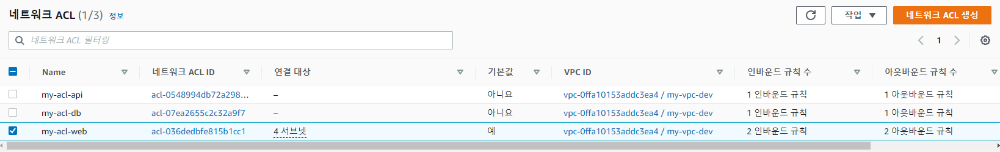 네트워크 ACL (1/3) 정보
작업 ▼ 네트워크 ACL 생성
네트워크 ACL 필터링
1
Name 네트워크 ACL ID 연결 대상 기본값 VPC ID 인바운드 규칙 수 아웃바운드 규칙 수
my-acl-api acl-0548994db72a298... – 아니요 vpc-0ffa10153addc3ea4 / my-vpc-dev 1 인바운드 규칙 1 아웃바운드 규칙
my-acl-db acl-07ea2655c2c32a9f7 – 아니요 vpc-0ffa10153addc3ea4 / my-vpc-dev 1 인바운드 규칙 1 아웃바운드 규칙
my-acl-web acl-036dedbfe815b1cc1 4 서브넷 예 vpc-0ffa10153addc3ea4 / my-vpc-dev 2 인바운드 규칙 2 아웃바운드 규칙